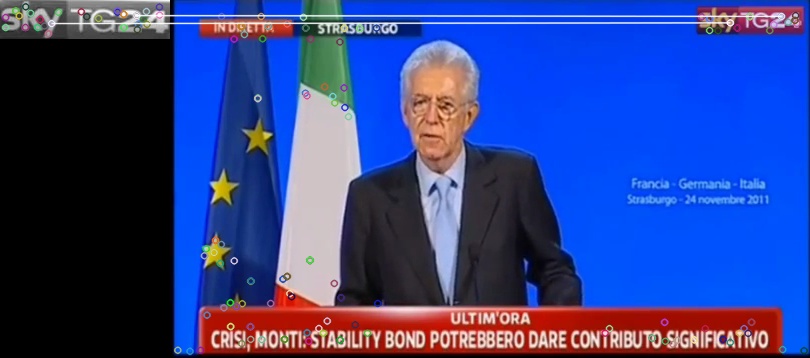 SKY TG24
IN DIRETTA STRASBURGO
sky TG24
Francia - Germania - Italia
Strasburgo - 24 novembre 2011
ULTIM'ORA
CRISI, MONTI: STABILITY BOND POTREBBERO DARE CONTRIBUTO SIGNIFICATIVO